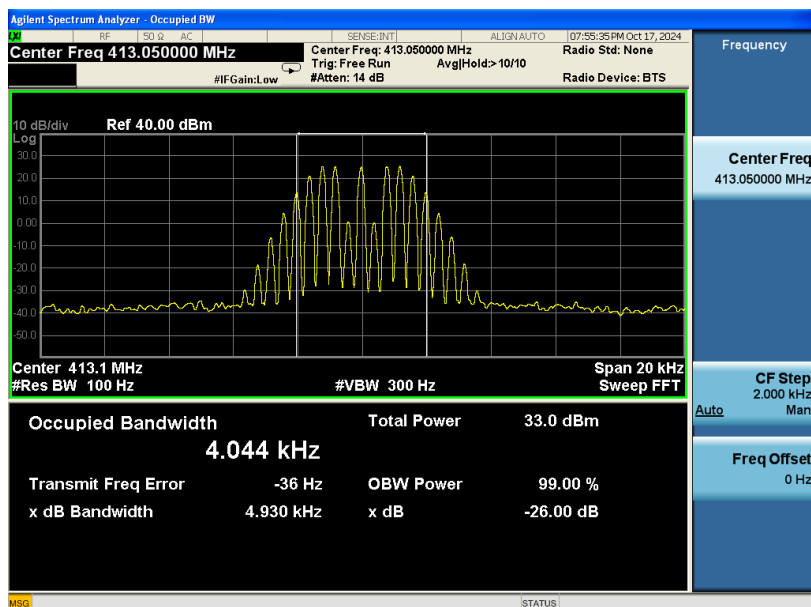 Agilent Spectrum Analyzer - Occupied BW
LXI RF 50 Ω AC SENSE:INT ALIGN AUTO 07:55:35 PM Oct 17, 2024
Center Freq 413.050000 MHz
Center Freq: 413.050000 MHz Radio Std: None
Trig: Free Run Avg|Hold:>10/10
#IFGain:Low #Atten: 14 dB Radio Device: BTS
10 dB/div Ref 40.00 dBm
Log
30.0
20.0
10.0
0.00
-10.0
-20.0
-30.0
-40.0
-50.0
Center 413.1 MHz Span 20 kHz
#Res BW 100 Hz #VBW 300 Hz Sweep FFT
Occupied Bandwidth Total Power 33.0 dBm
4.044 kHz
Transmit Freq Error -36 Hz OBW Power 99.00 %
x dB Bandwidth 4.930 kHz x dB -26.00 dB
MSG STATUS
Frequency
Center Freq
413.050000 MHz
CF Step
2.000 kHz
Auto Man
Freq Offset
0 Hz